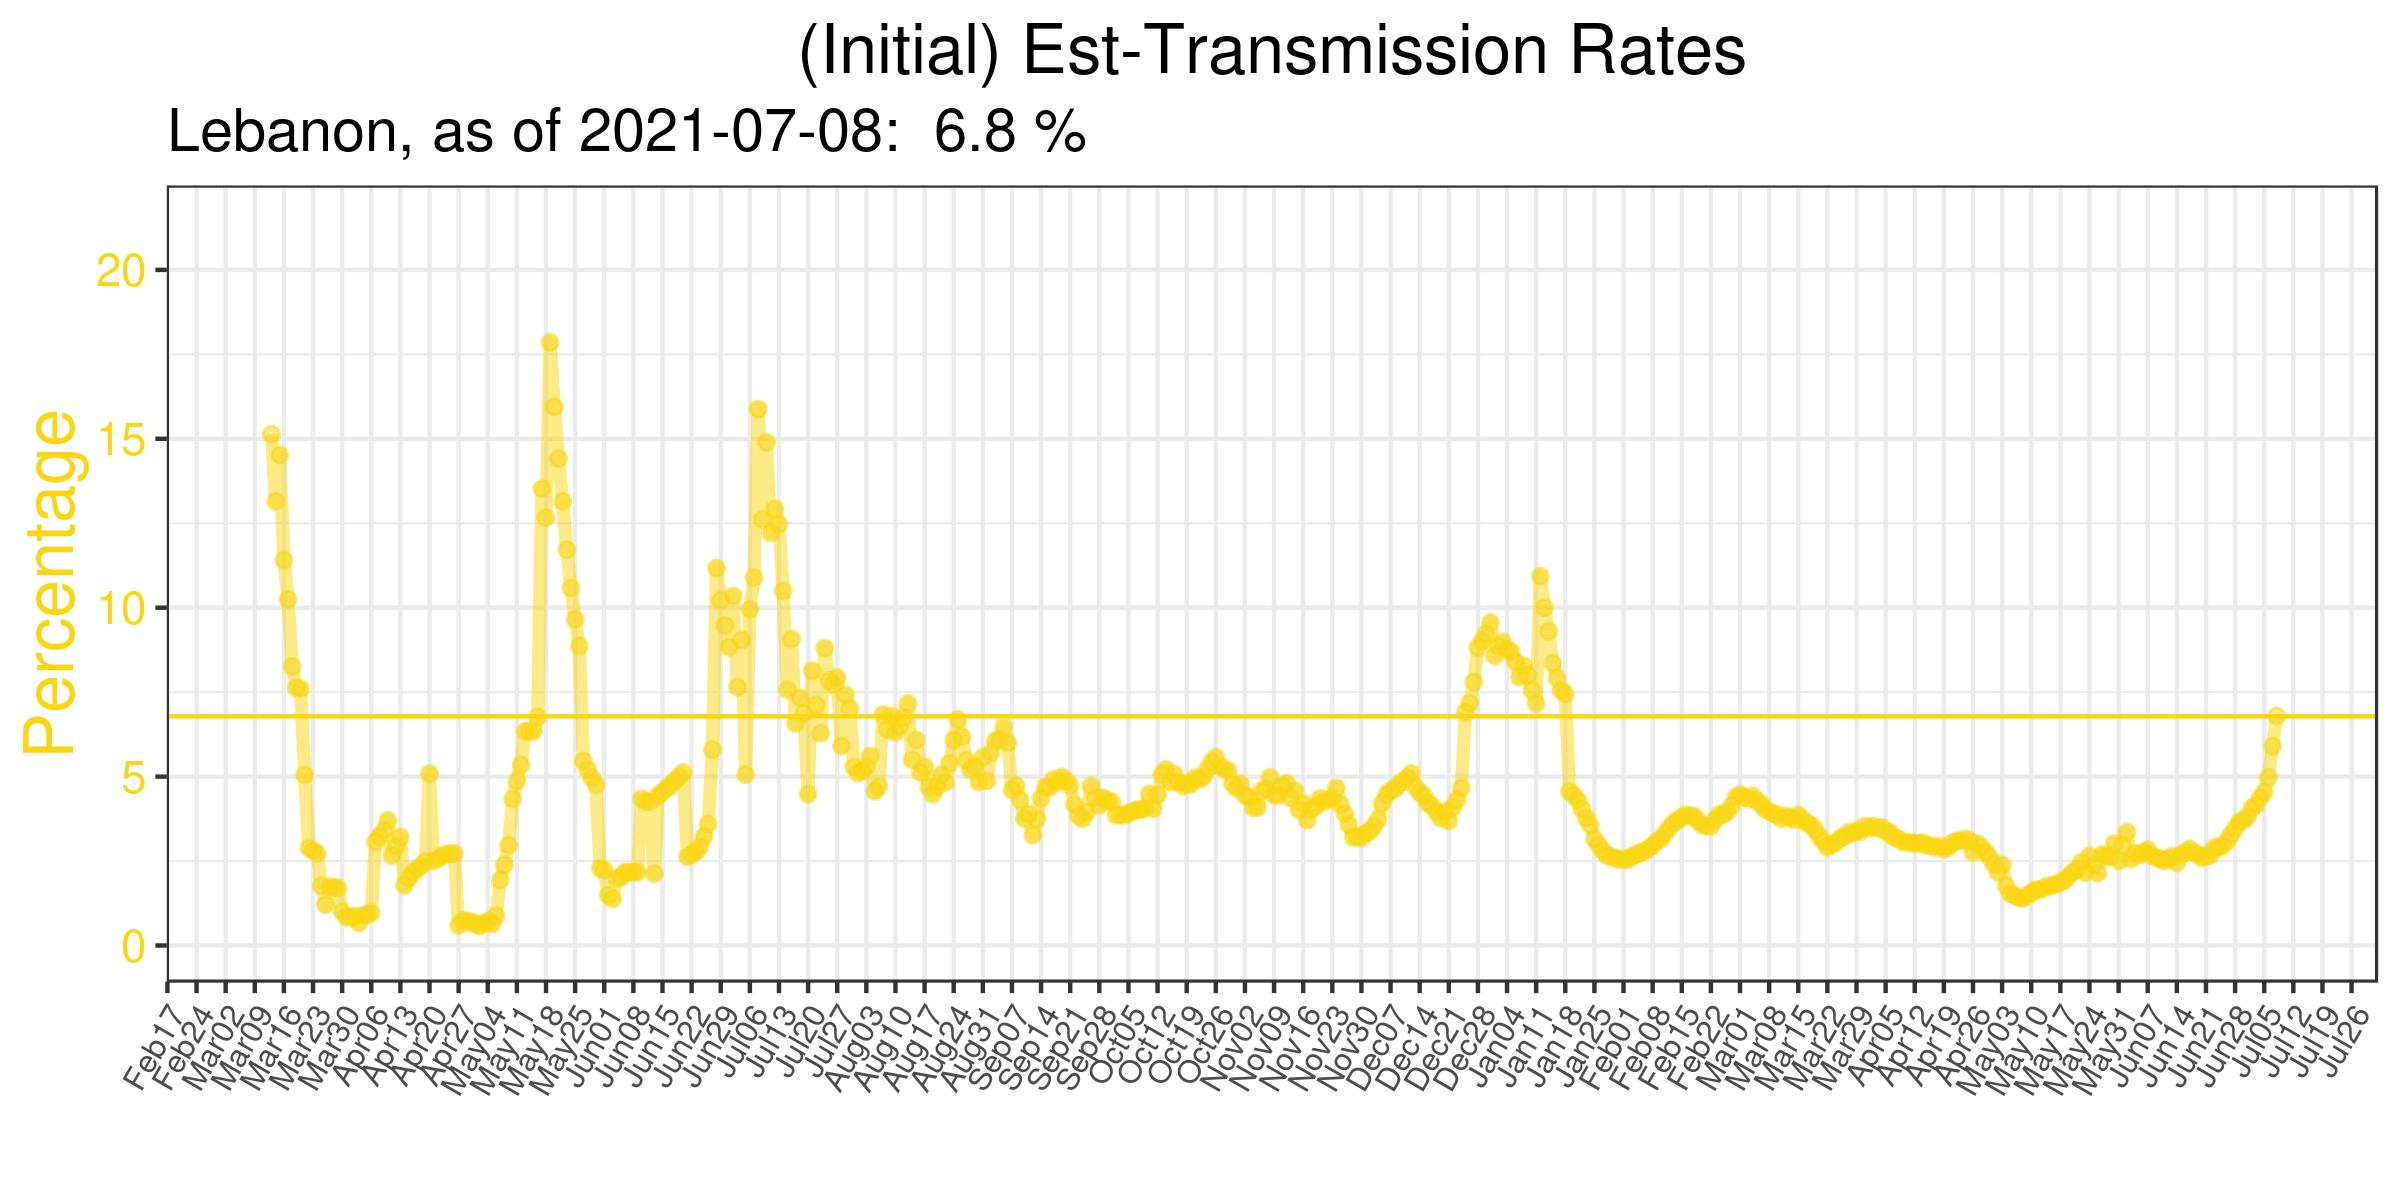 (Initial) Est-Transmission Rates
Lebanon, as of 2021-07-08:  6.8 %
Percentage
20
15
10
5
0
Feb17
Feb24
Mar02
Mar09
Mar16
Mar23
Mar30
Apr06
Apr13
Apr20
Apr27
May04
May11
May18
May25
Jun01
Jun08
Jun15
Jun22
Jun29
Jul06
Jul13
Jul20
Jul27
Aug03
Aug10
Aug17
Aug24
Aug31
Sep07
Sep14
Sep21
Sep28
Oct05
Oct12
Oct19
Oct26
Nov02
Nov09
Nov16
Nov23
Nov30
Dec07
Dec14
Dec21
Dec28
Jan04
Jan11
Jan18
Jan25
Feb01
Feb08
Feb15
Feb22
Mar01
Mar08
Mar15
Mar22
Mar29
Apr05
Apr12
Apr19
Apr26
May03
May10
May17
May24
May31
Jun07
Jun14
Jun21
Jun28
Jul05
Jul12
Jul19
Jul26